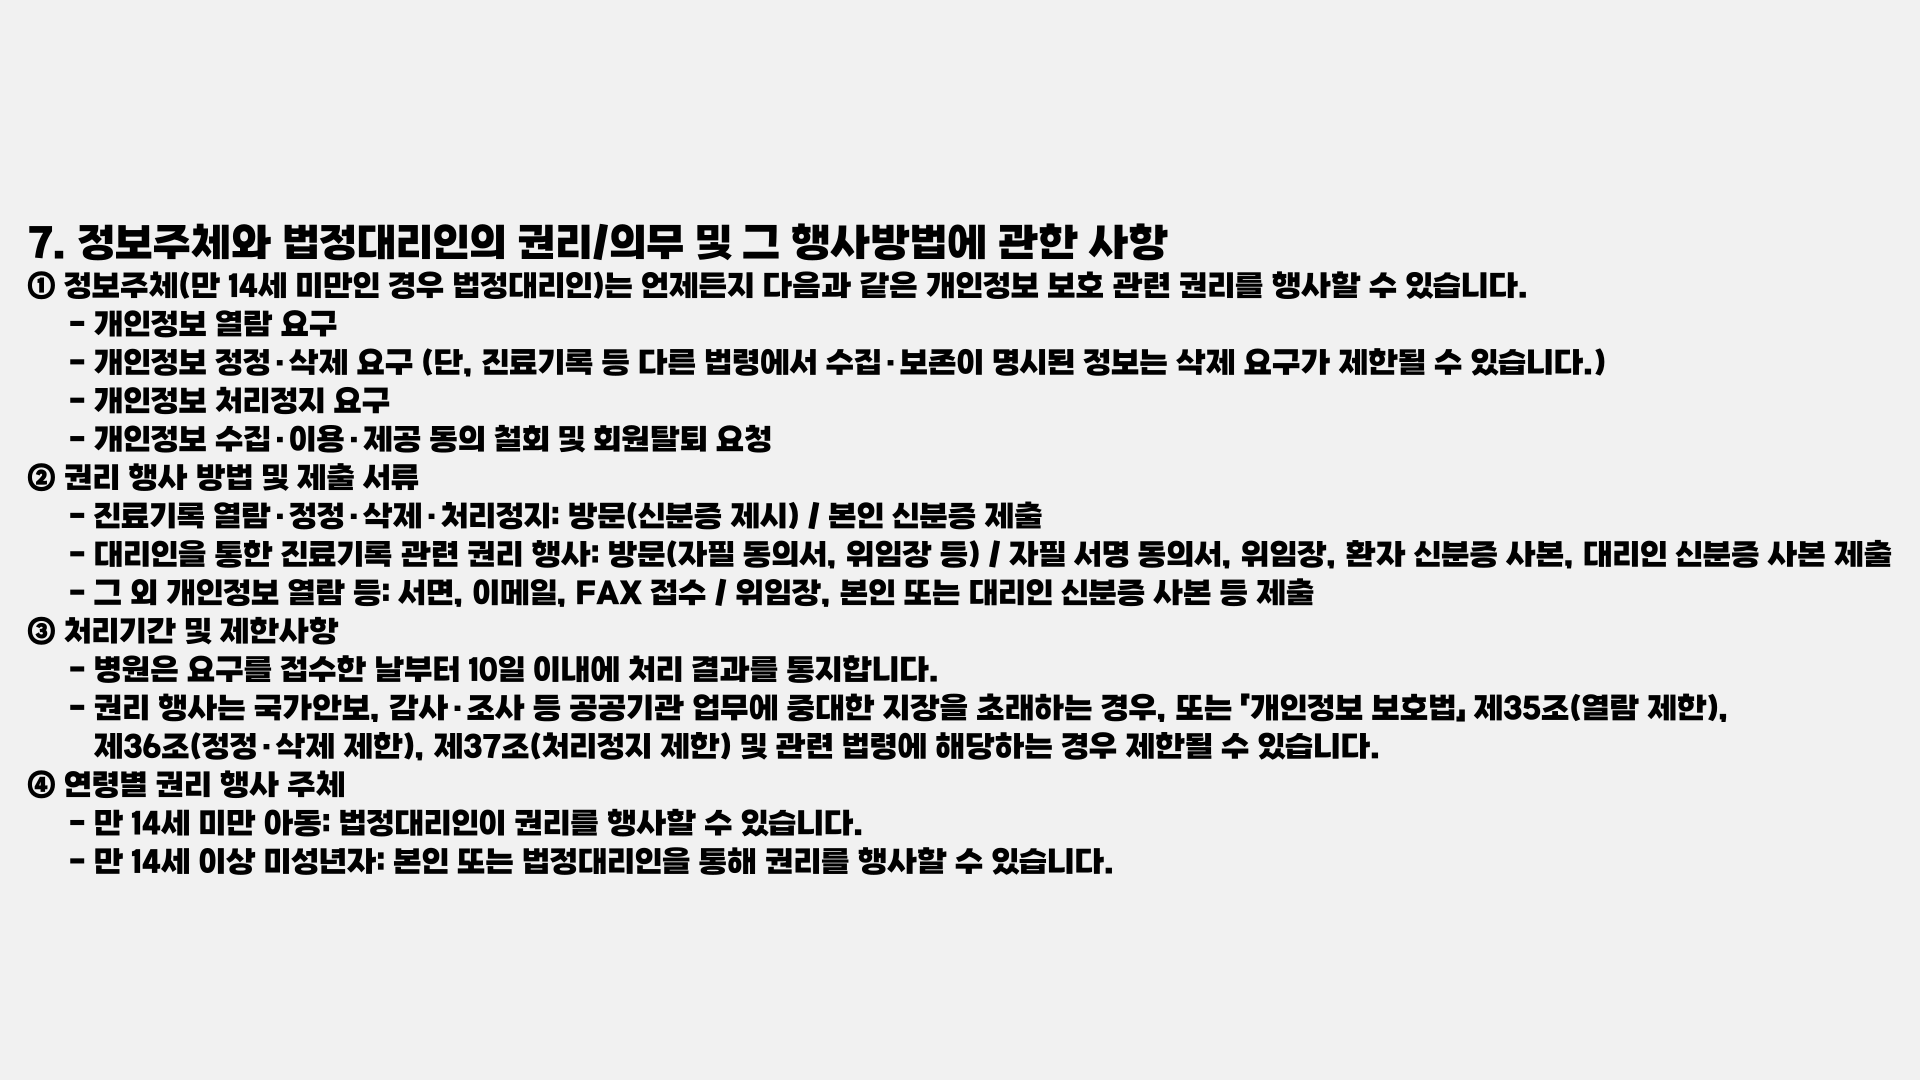 7. 정보주체와 법정대리인의 권리/의무 및 그 행사방법에 관한 사항
① 정보주체(만 14세 미만인 경우 법정대리인)는 언제든지 다음과 같은 개인정보 보호 관련 권리를 행사할 수 있습니다.
- 개인정보 열람 요구
- 개인정보 정정·삭제 요구 (단, 진료기록 등 다른 법령에서 수집·보존이 명시된 정보는 삭제 요구가 제한될 수 있습니다.)
- 개인정보 처리정지 요구
- 개인정보 수집·이용·제공 동의 철회 및 회원탈퇴 요청
② 권리 행사 방법 및 제출 서류
- 진료기록 열람·정정·삭제·처리정지: 방문(신분증 제시) / 본인 신분증 제출
- 대리인을 통한 진료기록 관련 권리 행사: 방문(자필 동의서, 위임장 등) / 자필 서명 동의서, 위임장, 환자 신분증 사본, 대리인 신분증 사본 제출
- 그 외 개인정보 열람 등: 서면, 이메일, FAX 접수 / 위임장, 본인 또는 대리인 신분증 사본 등 제출
③ 처리기간 및 제한사항
- 병원은 요구를 접수한 날부터 10일 이내에 처리 결과를 통지합니다.
- 권리 행사는 국가안보, 감사·조사 등 공공기관 업무에 중대한 지장을 초래하는 경우, 또는 「개인정보 보호법」 제35조(열람 제한),
제36조(정정·삭제 제한), 제37조(처리정지 제한) 및 관련 법령에 해당하는 경우 제한될 수 있습니다.
④ 연령별 권리 행사 주체
- 만 14세 미만 아동: 법정대리인이 권리를 행사할 수 있습니다.
- 만 14세 이상 미성년자: 본인 또는 법정대리인을 통해 권리를 행사할 수 있습니다.